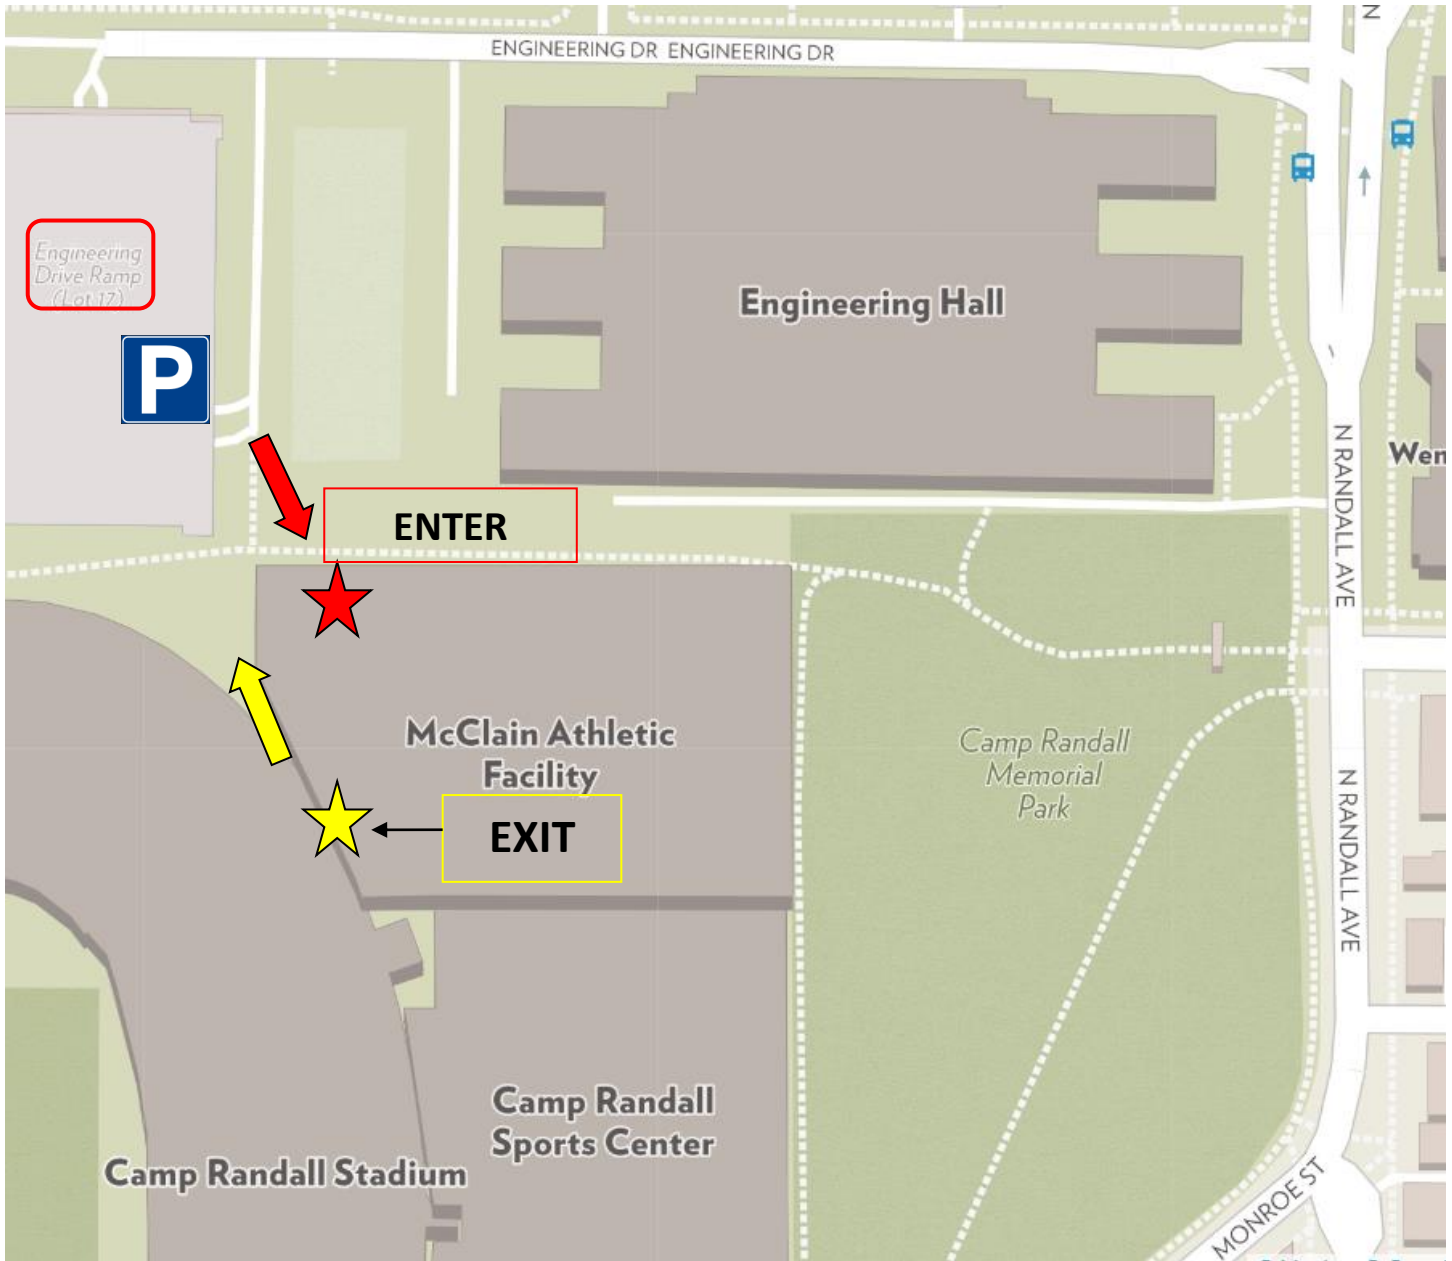 N
ENGINEERING DR ENGINEERING DR
Engineering
Drive Ramp
(Lot 17)
P
Engineering Hall
N RANDALL AVE
Wen
ENTER
McClain Athletic
Facility
EXIT
Camp Randall
Memorial
Park
N RANDALL AVE
Camp Randall
Sports Center
Camp Randall Stadium
MONROE ST